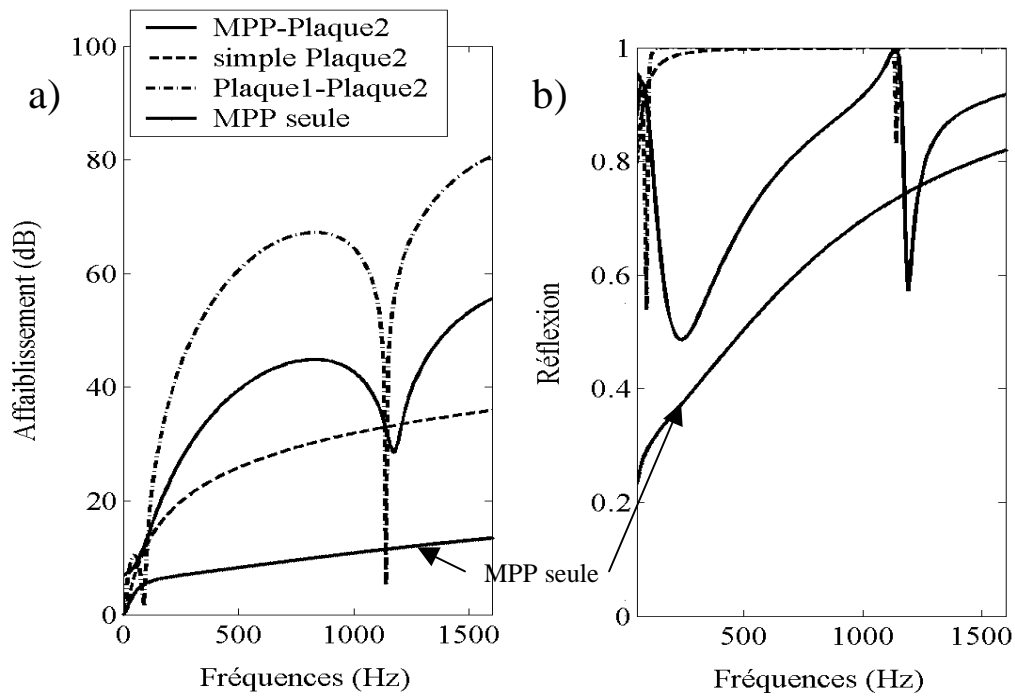 MPP-Plaque2
simple Plaque2
Plaque1-Plaque2
MPP seule
a)
100
80
60
40
20
0
Affaiblissement (dB)
0
500
1000
1500
Fréquences (Hz)
b)
1
0.8
0.6
0.4
0.2
0
Réflexion
500
1000
1500
Fréquences (Hz)
MPP seule